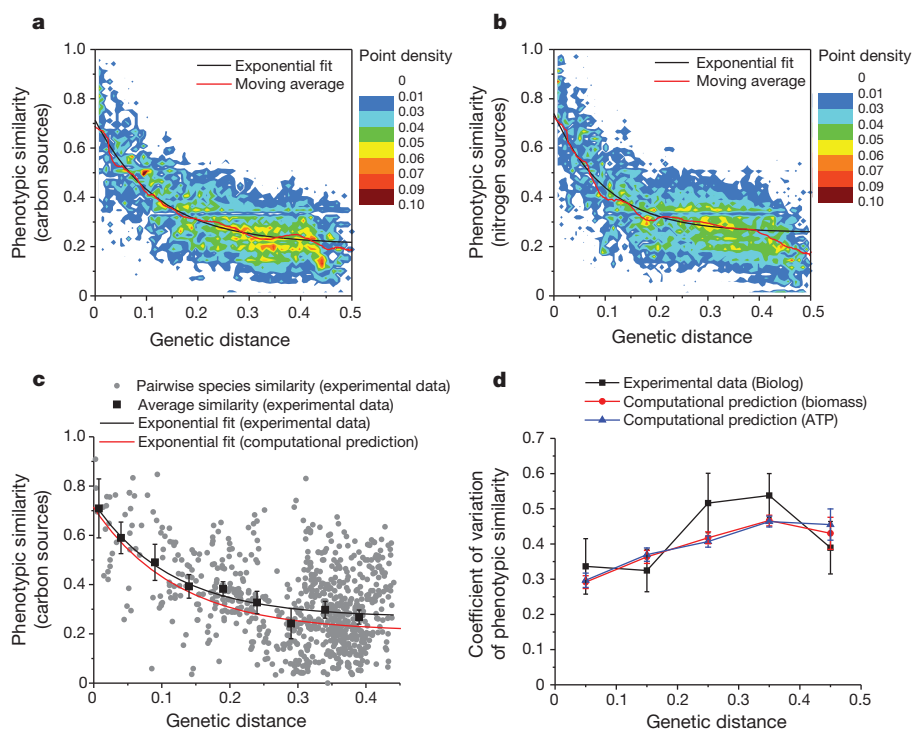 a
Point density
Exponential fit
Moving average
0
0.01
0.03
0.04
0.05
0.06
0.07
0.09
0.10
Phenotypic similarity
(carbon sources)
1.0
0.8
0.6
0.4
0.2
0
0 0.1 0.2 0.3 0.4 0.5
Genetic distance
b
Point density
Exponential fit
Moving average
0
0.01
0.03
0.04
0.05
0.06
0.07
0.09
0.10
Phenotypic similarity
(nitrogen sources)
1.0
0.8
0.6
0.4
0.2
0
0 0.1 0.2 0.3 0.4 0.5
Genetic distance
c
Pairwise species similarity (experimental data)
Average similarity (experimental data)
Exponential fit (experimental data)
Exponential fit (computational prediction)
Phenotypic similarity
(carbon sources)
1.0
0.8
0.6
0.4
0.2
0
0 0.1 0.2 0.3 0.4
Genetic distance
d
Experimental data (Biolog)
Computational prediction (biomass)
Computational prediction (ATP)
Coefficient of variation
of phenotypic similarity
0.7
0.6
0.5
0.4
0.3
0.2
0.1
0
0 0.1 0.2 0.3 0.4 0.5
Genetic distance